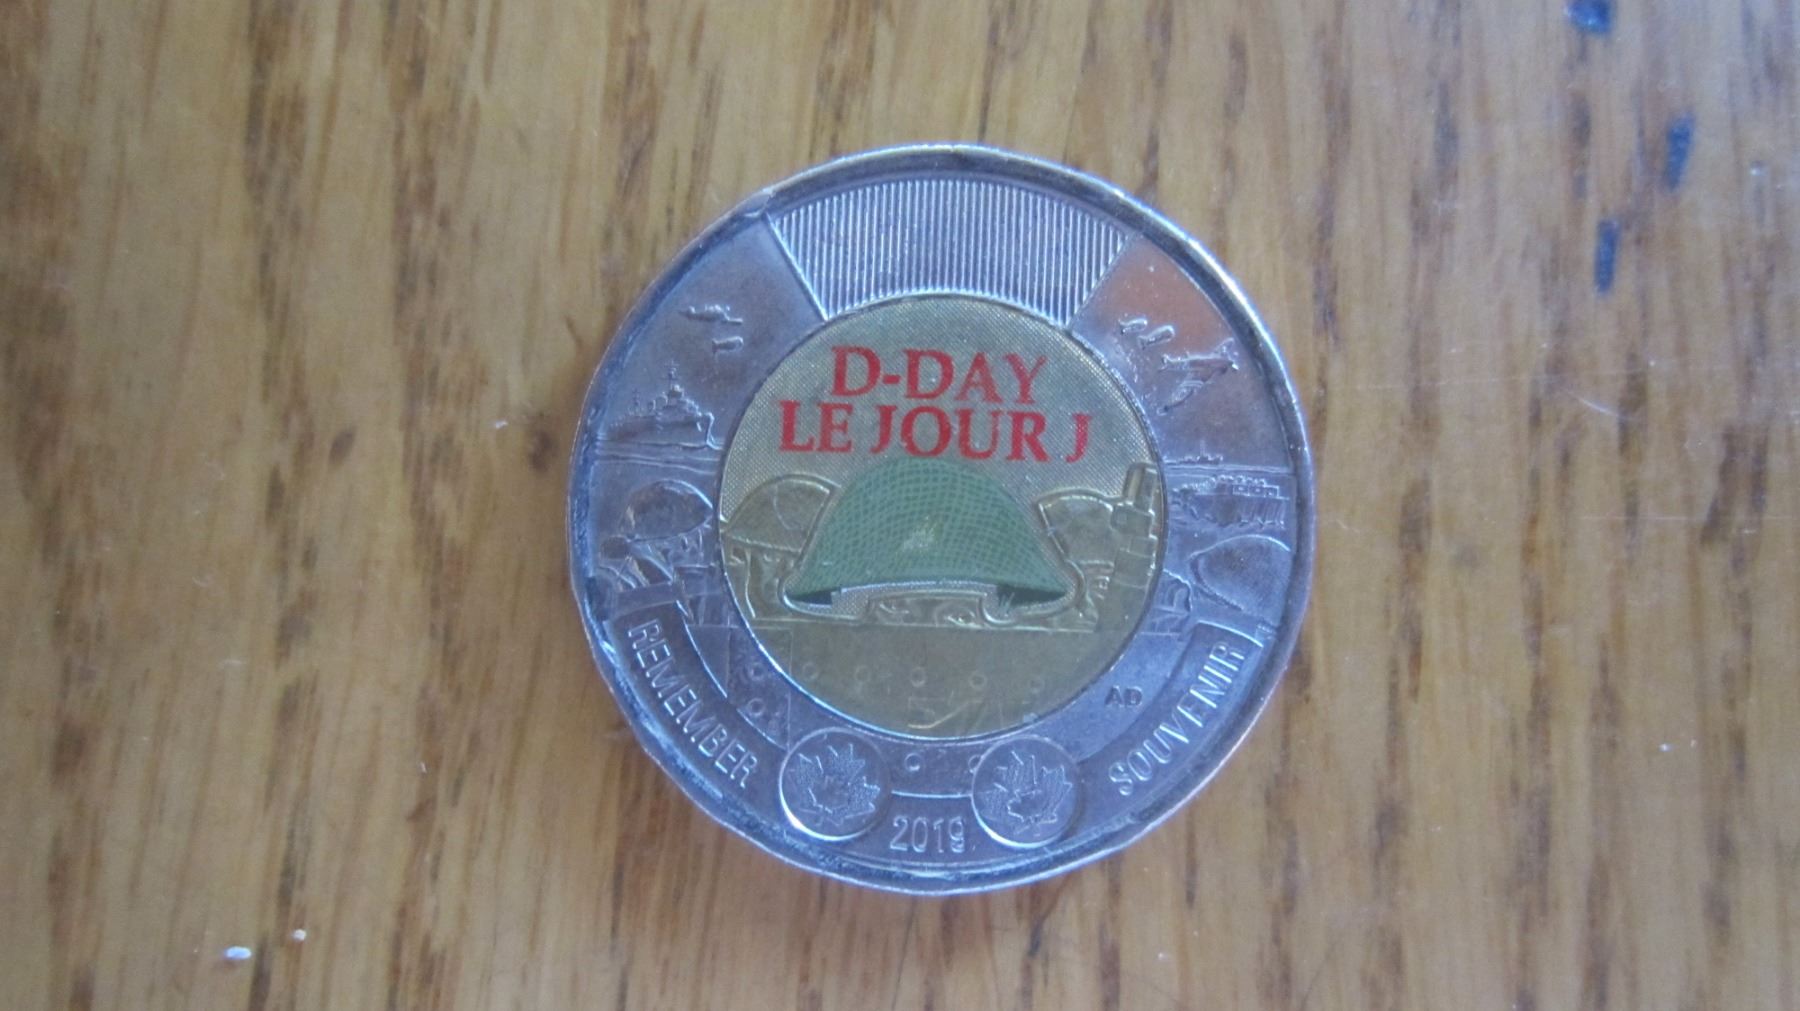 D-DAY
LE JOUR J
REMEMBER
SOUVENIR
AD
2019